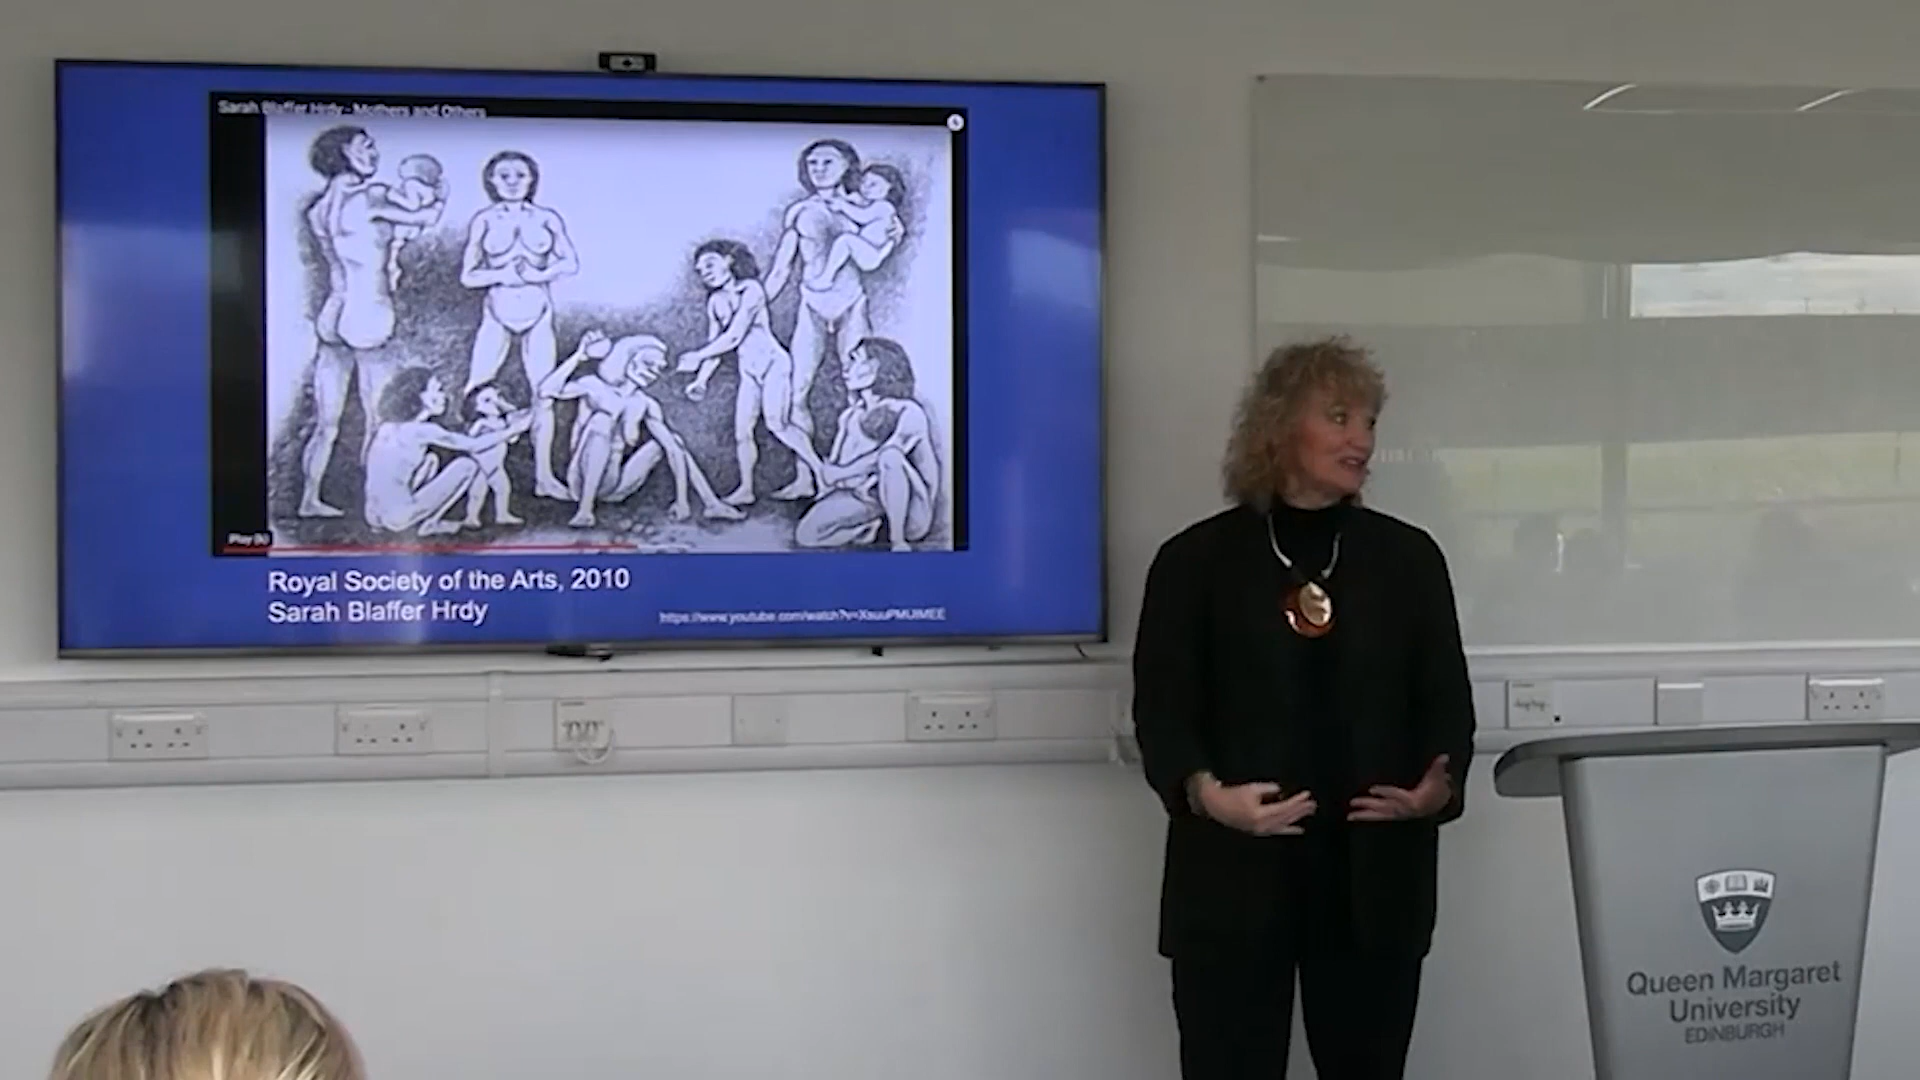 Sarah Blaffer Hrdy - Mothers and Others
Play (k)
Royal Society of the Arts, 2010
Sarah Blaffer Hrdy
Queen Margaret
University
EDINBURGH